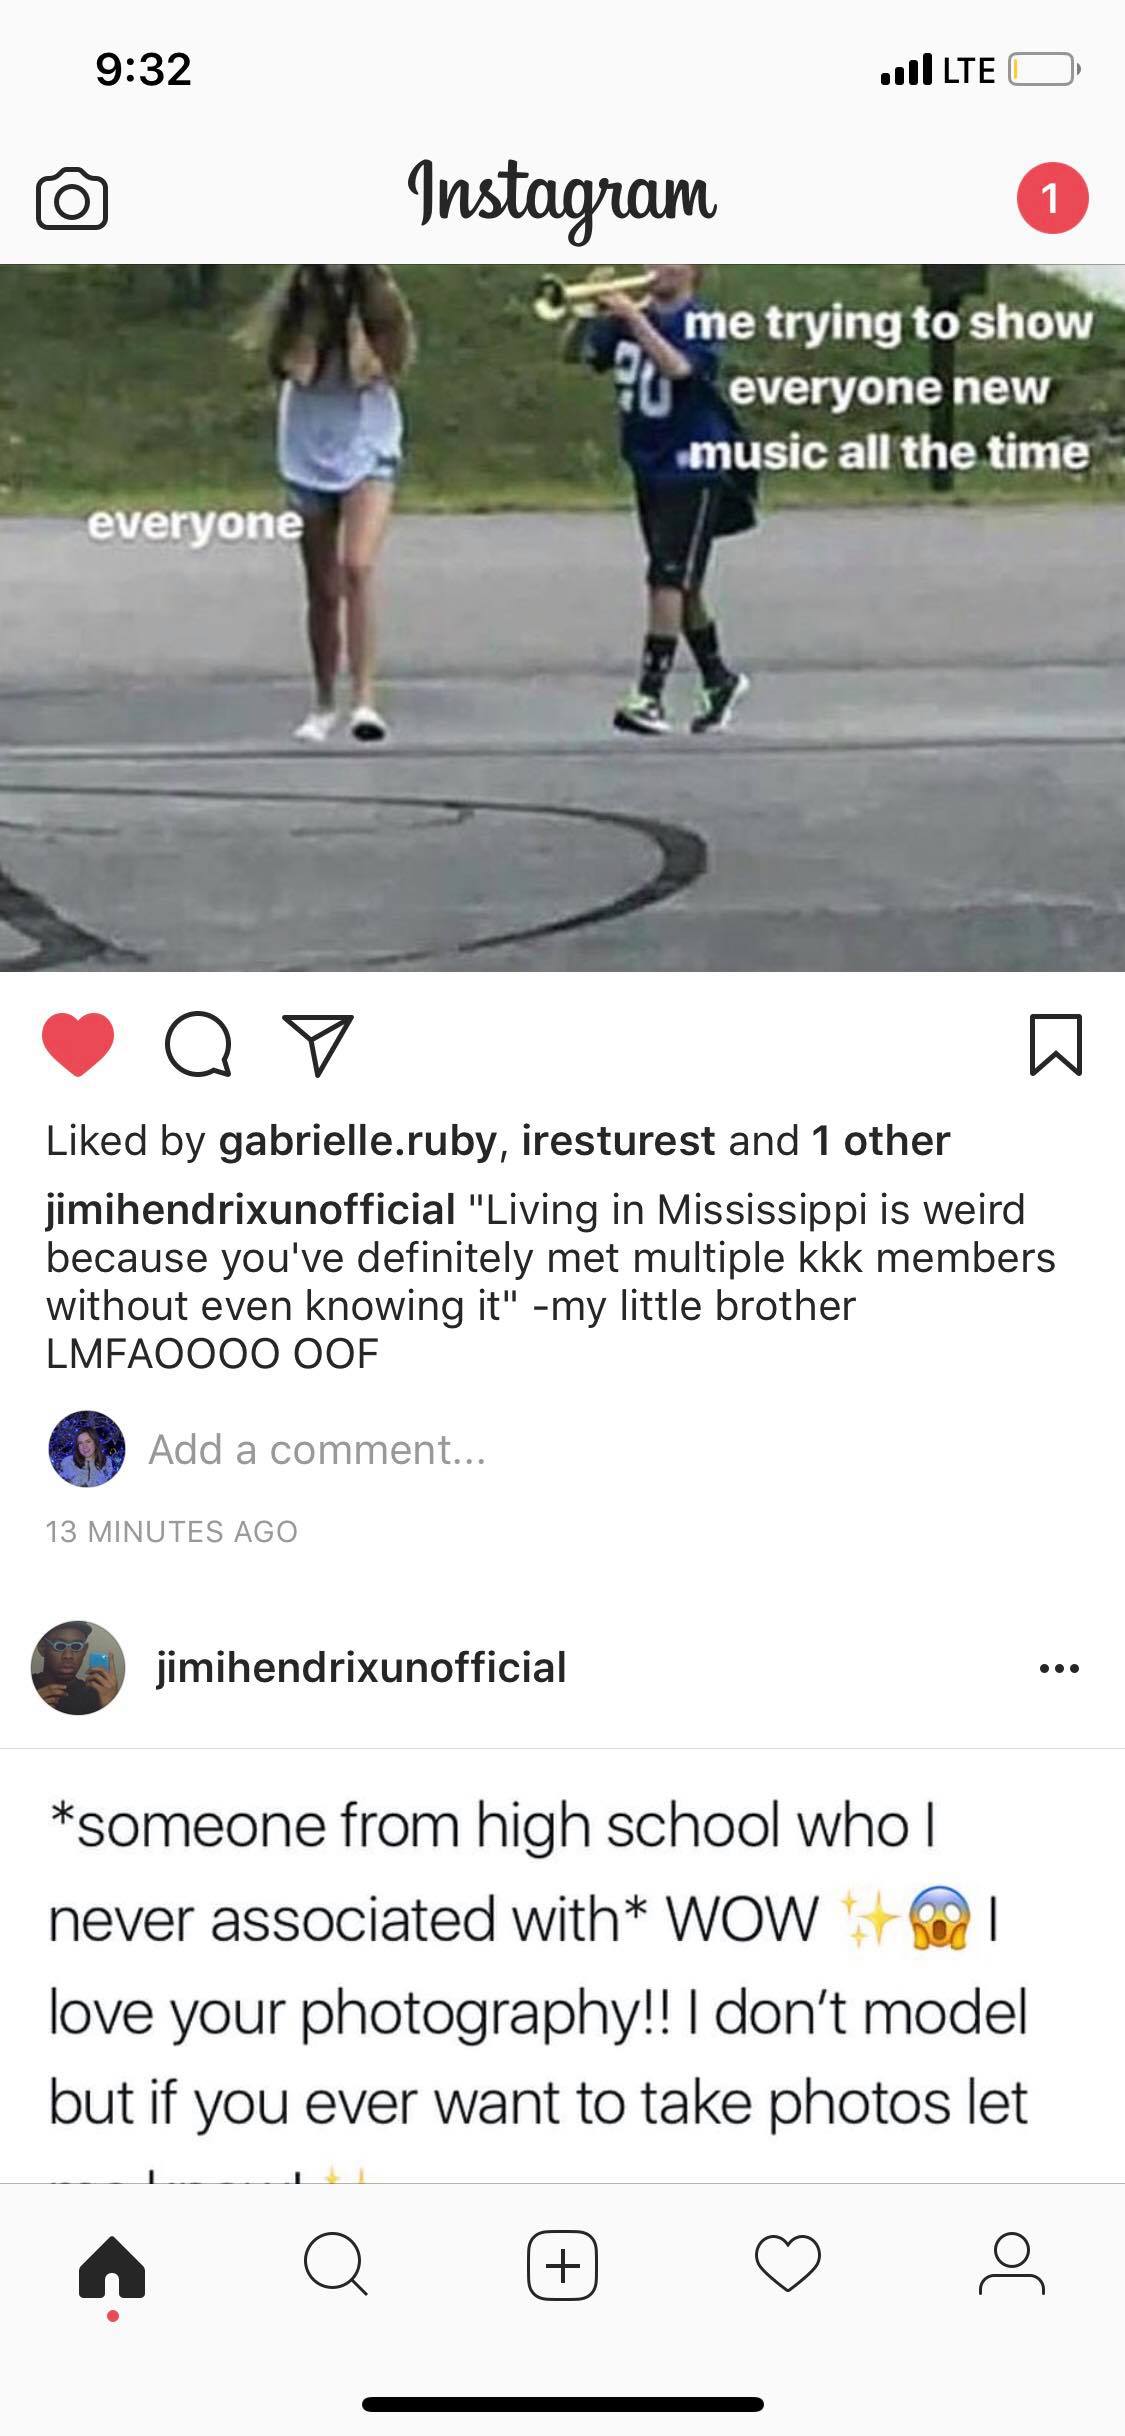 9:32
LTE
Instagram
1
me trying to show
everyone new
music all the time
everyone
20
Liked by gabrielle.ruby, iresturest and 1 other
jimihendrixunofficial "Living in Mississippi is weird
because you've definitely met multiple kkk members
without even knowing it" -my little brother
LMFAOOOO OOF
Add a comment...
13 MINUTES AGO
jimihendrixunofficial
*someone from high school who I
never associated with* WOW ✨😱 I
love your photography!! I don’t model
but if you ever want to take photos let